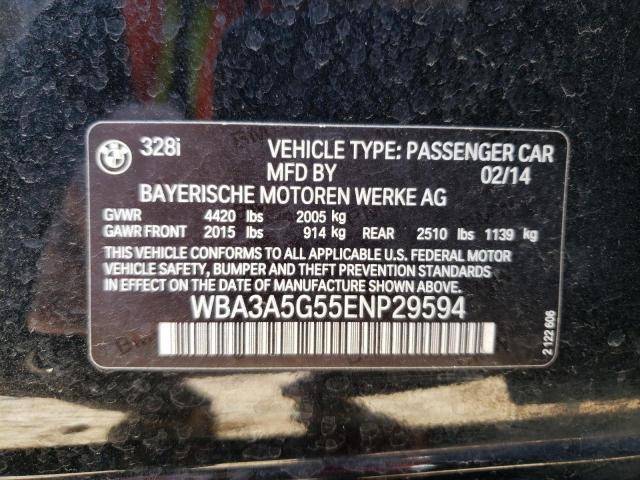 328i VEHICLE TYPE: PASSENGER CAR
MFD BY 02/14
BAYERISCHE MOTOREN WERKE AG
GVWR 4420 lbs 2005 kg
GAWR FRONT 2015 lbs 914 kg REAR 2510 lbs 1139 kg
THIS VEHICLE CONFORMS TO ALL APPLICABLE U.S. FEDERAL MOTOR
VEHICLE SAFETY, BUMPER AND THEFT PREVENTION STANDARDS
IN EFFECT ON THE DATE OF MANUFACTURE SHOWN ABOVE.
WBA3A5G55ENP29594
2 122 606